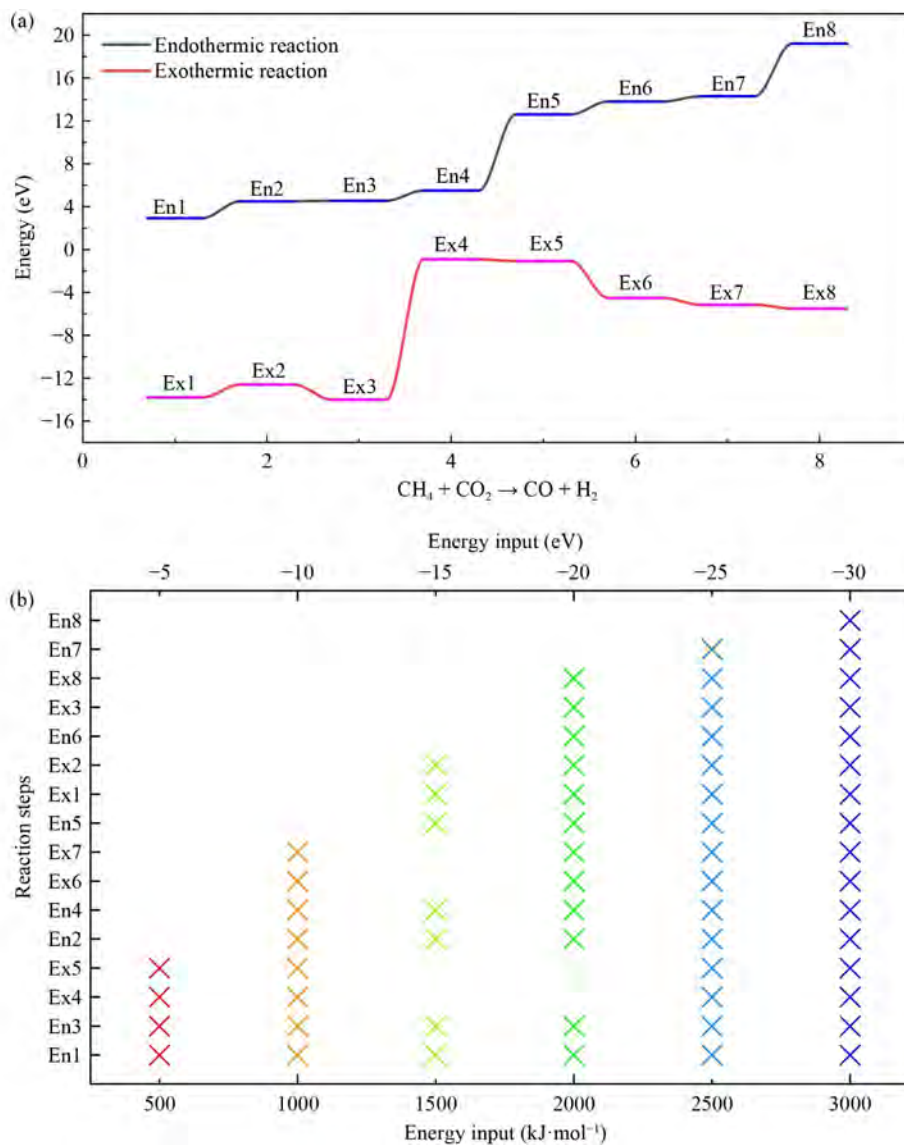 (a)
Endothermic reaction
Exothermic reaction
Energy (eV)
20
16
12
8
4
0
−4
−8
−12
−16
En1
En2
En3
En4
En5
En6
En7
En8
Ex1
Ex2
Ex3
Ex4
Ex5
Ex6
Ex7
Ex8
0 2 4 6 8
CH₄ + CO₂ → CO + H₂
Energy input (eV)
−5 −10 −15 −20 −25 −30
(b)
Reaction steps
En8
En7
Ex8
Ex3
En6
Ex2
Ex1
En5
Ex7
Ex6
En4
En2
Ex5
Ex4
En3
En1
500 1000 1500 2000 2500 3000
Energy input (kJ·mol⁻¹)